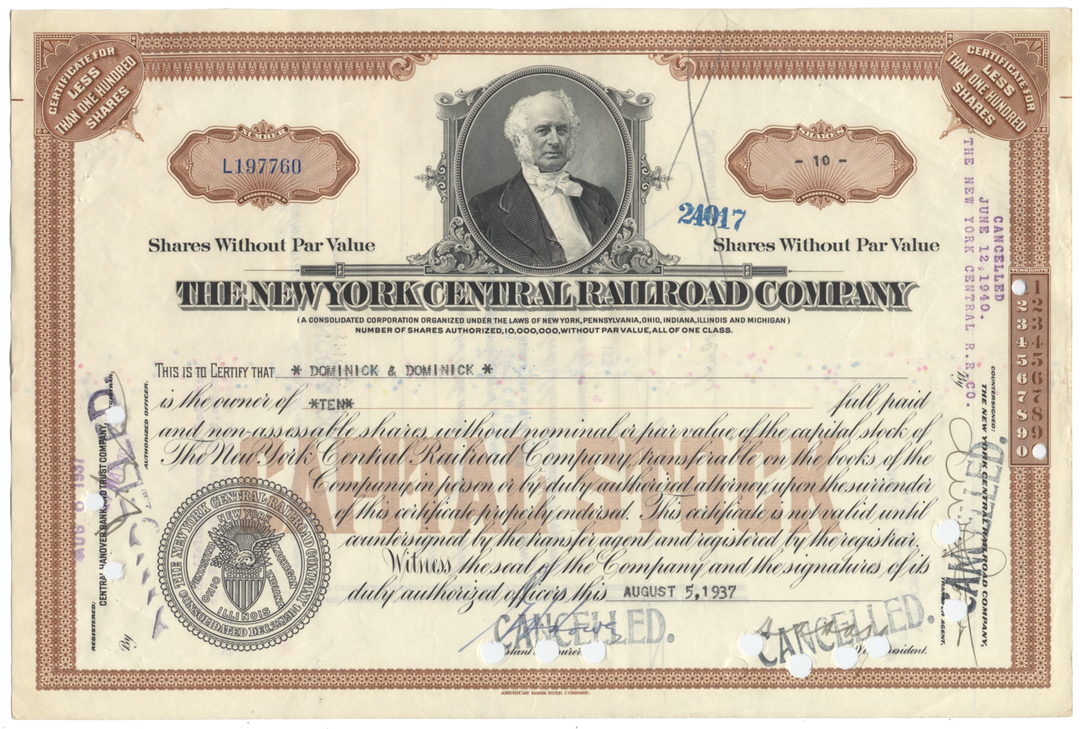 CERTIFICATE FOR
LESS
THAN ONE HUNDRED
SHARES
CERTIFICATE FOR
LESS
THAN ONE HUNDRED
SHARES
NUMBER
L197760
SHARES
- 10 -
24017
Shares Without Par Value
Shares Without Par Value
THE NEW YORK CENTRAL RAILROAD COMPANY
(A CONSOLIDATED CORPORATION ORGANIZED UNDER THE LAWS OF NEW YORK, PENNSYLVANIA, OHIO, INDIANA, ILLINOIS AND MICHIGAN)
NUMBER OF SHARES AUTHORIZED, 10,000,000, WITHOUT PAR VALUE, ALL OF ONE CLASS.
THIS IS TO CERTIFY THAT * DOMINICK & DOMINICK *
is the owner of *TEN* full paid
and non-assessable shares, without nominal or par value, of the capital stock of
The New York Central Railroad Company, transferable on the books of the
Company, in person or by duly authorized attorney, upon the surrender
of this certificate properly endorsed. This certificate is not valid until
countersigned by the transfer agent and registered by the registrar.
Witness the seal of the Company and the signatures of its
duly authorized officers this AUGUST 5, 1937
CAPITAL STOCK
CANCELLED.
CANCELLED.
THE NEW YORK CENTRAL RAILROAD COMPANY
NEW YORK
PENNSYLVANIA
OHIO
INDIANA
MICHIGAN
ILLINOIS
REGISTERED:
CENTRAL HANOVER BANK AND TRUST COMPANY,
By
AUTHORIZED OFFICER.
AUG 6 1937
CANCELLED
JUNE 12, 1940.
THE NEW YORK CENTRAL R.R. CO.
By
COUNTERSIGNED:
THE NEW YORK CENTRAL RAILROAD COMPANY,
AGENT.
CANCELLED.
1
2 2
3 3
4 4
5 5
6 6
7 7
8 8
9 9
0
AMERICAN BANK NOTE COMPANY.